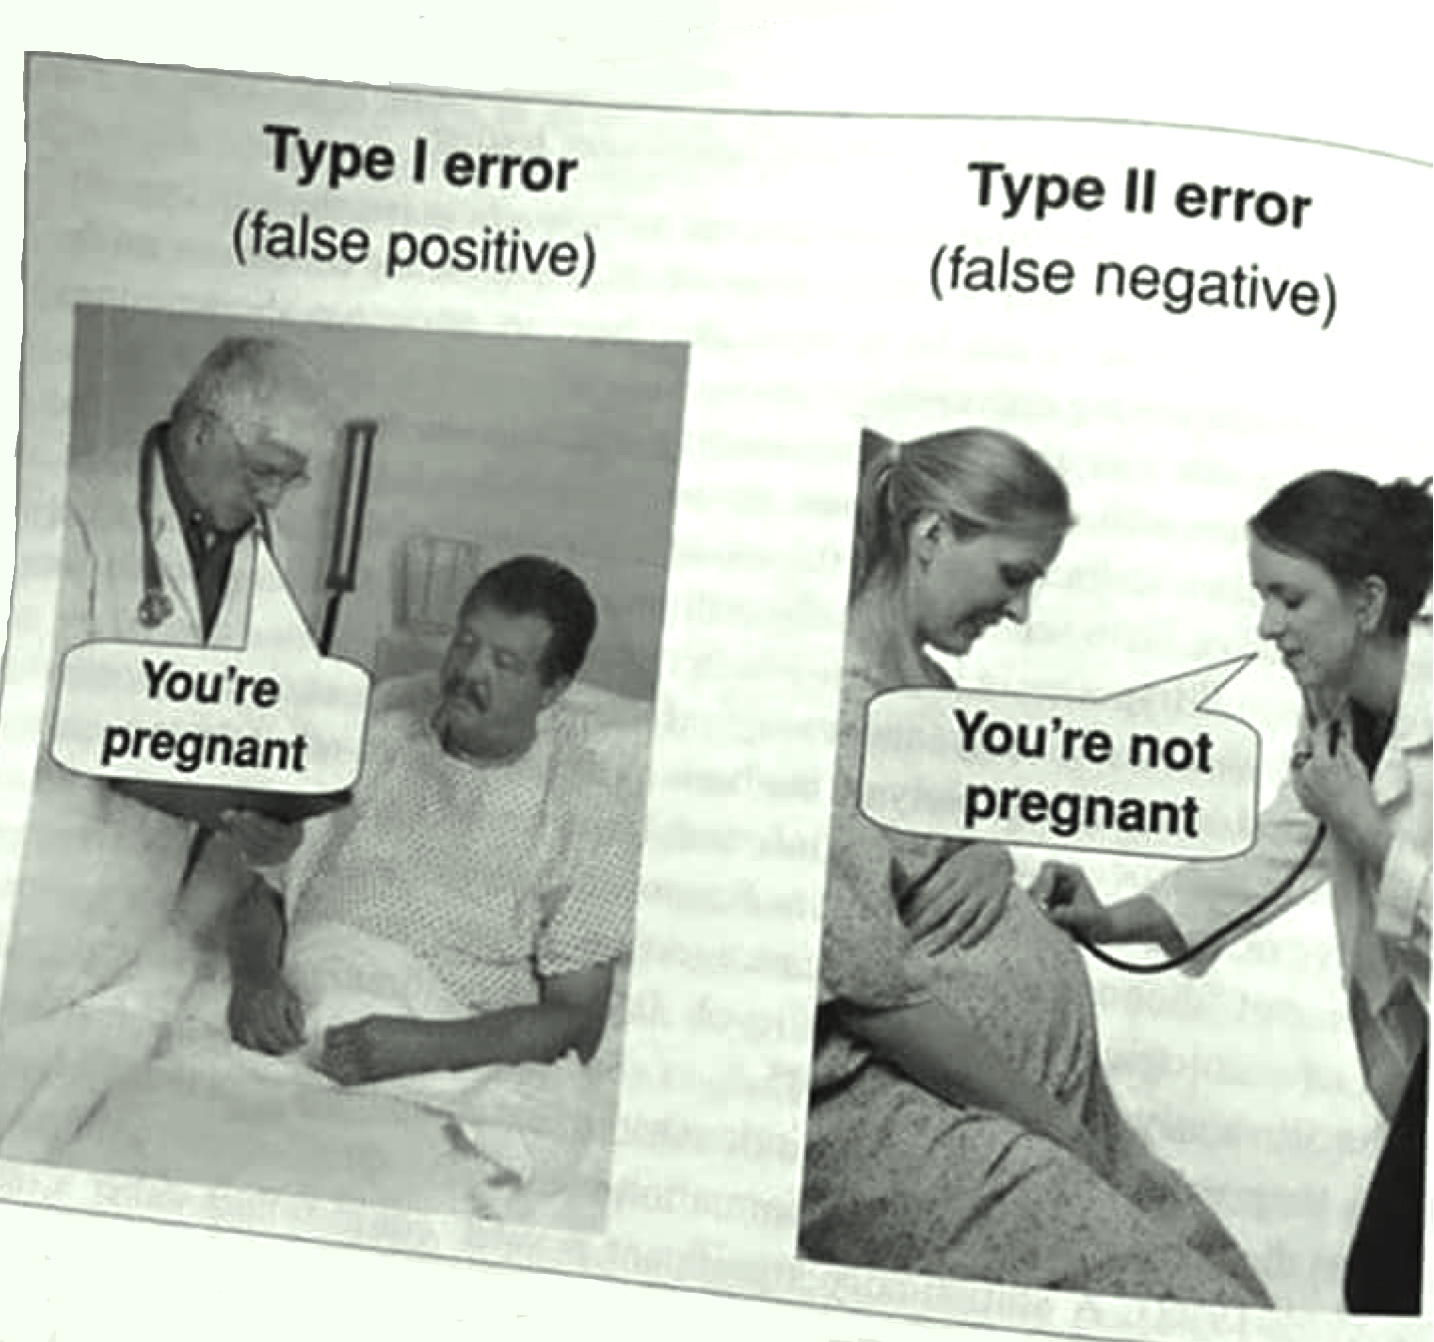 Type I error
(false positive)
You're
pregnant
Type II error
(false negative)
You're not
pregnant